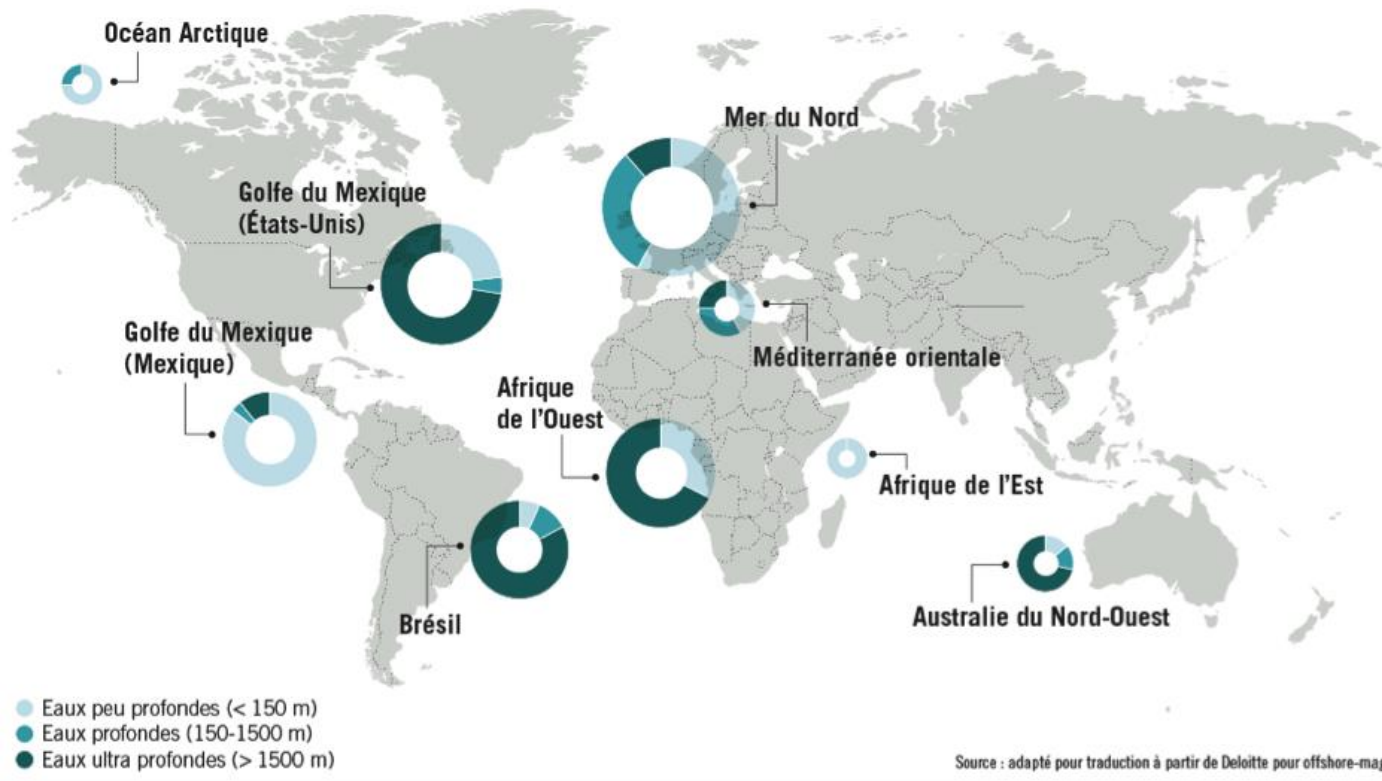 Océan Arctique
Mer du Nord
Golfe du Mexique
(États-Unis)
Golfe du Mexique
(Mexique)
Méditerranée orientale
Afrique
de l'Ouest
Afrique de l'Est
Australie du Nord-Ouest
Brésil
Eaux peu profondes (< 150 m)
Eaux profondes (150-1500 m)
Eaux ultra profondes (> 1500 m)
Source : adapté pour traduction à partir de Deloitte pour offshore-mag